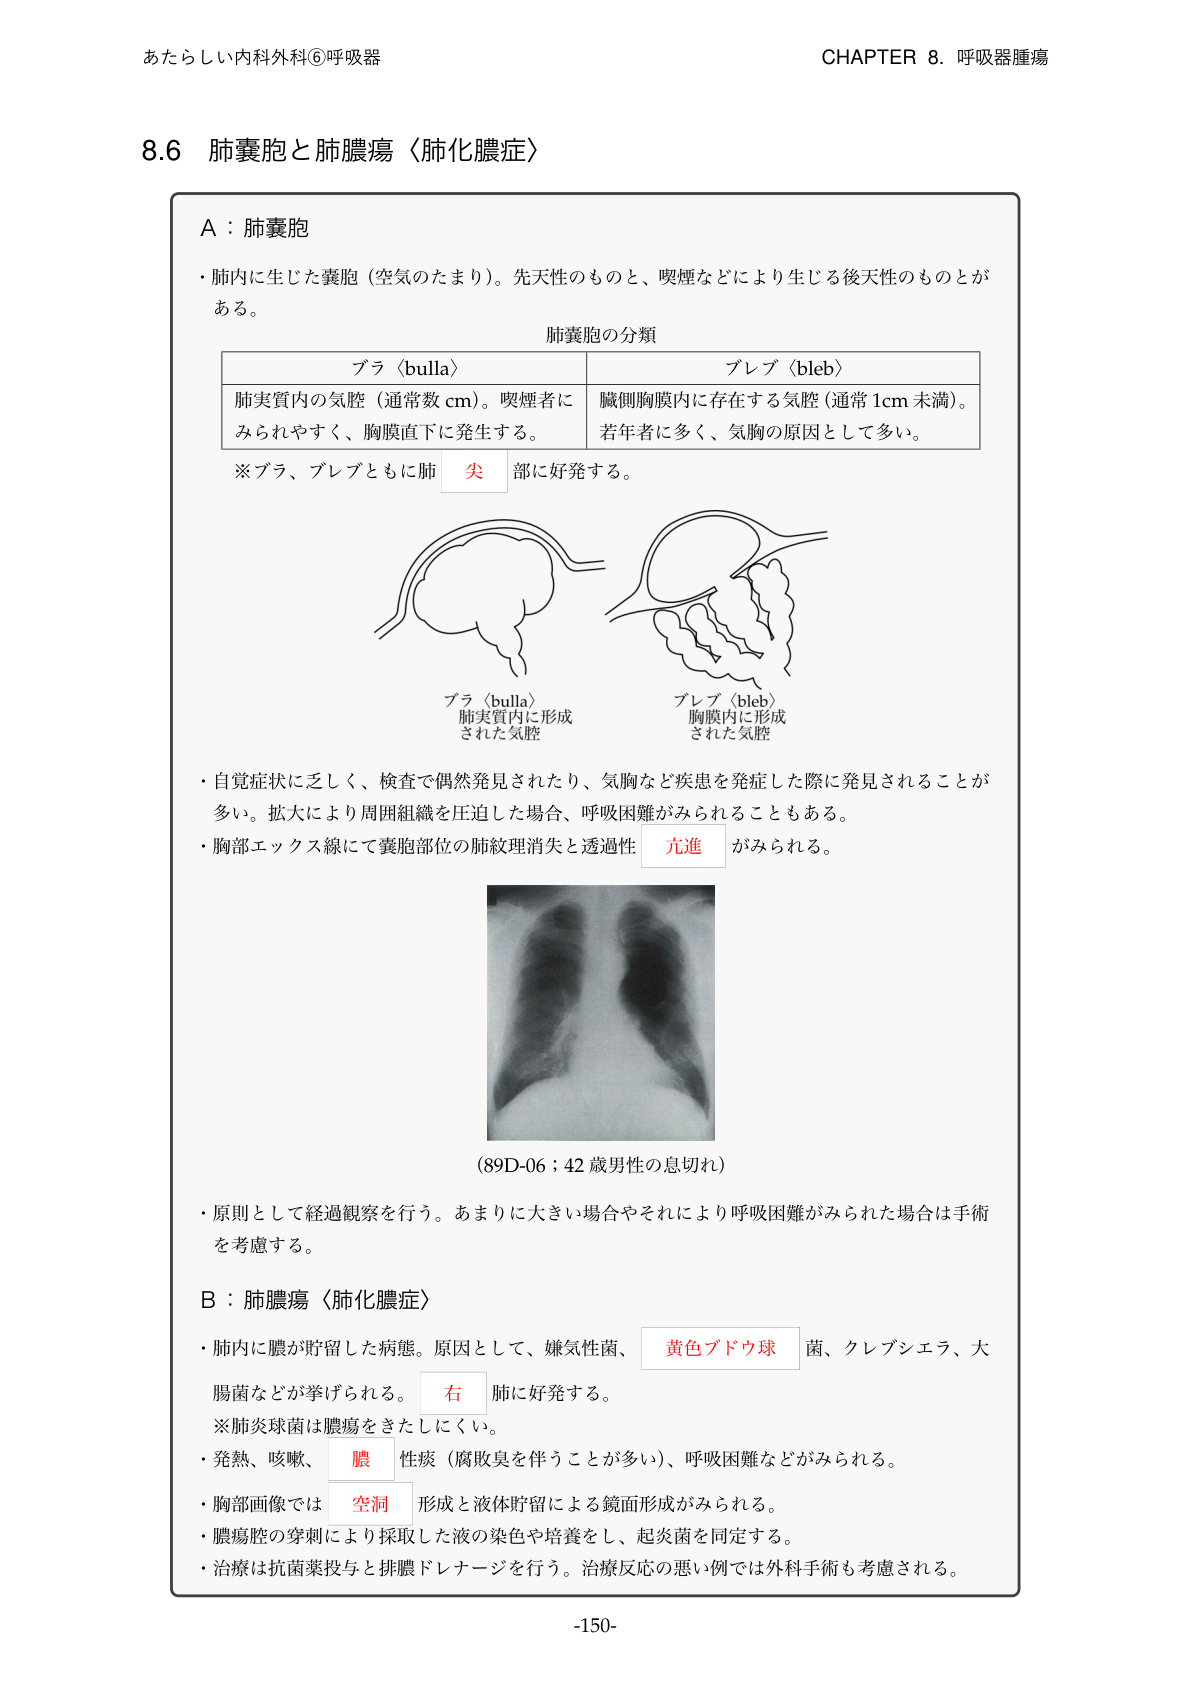 あたらしい内科外科⑥呼吸器
CHAPTER 8. 呼吸器腫瘍
8.6 肺嚢胞と肺膿瘍〈肺化膿症〉
A：肺嚢胞
・肺内に生じた嚢胞（空気のたまり）。先天性のものと、喫煙などにより生じる後天性のものとが
ある。
肺嚢胞の分類
ブラ〈bulla〉
ブレブ〈bleb〉
肺実質内の気腔（通常数 cm）。喫煙者に
みられやすく、胸膜直下に発生する。
臓側胸膜内に存在する気腔（通常 1cm 未満）。
若年者に多く、気胸の原因として多い。
※ブラ、ブレブともに肺 尖 部に好発する。
ブラ〈bulla〉
肺実質内に形成
された気腔
ブレブ〈bleb〉
胸膜内に形成
された気腔
・自覚症状に乏しく、検査で偶然発見されたり、気胸など疾患を発症した際に発見されることが
多い。拡大により周囲組織を圧迫した場合、呼吸困難がみられることもある。
・胸部エックス線にて嚢胞部位の肺紋理消失と透過性 亢進 がみられる。
（89D-06；42 歳男性の息切れ）
・原則として経過観察を行う。あまりに大きい場合やそれにより呼吸困難がみられた場合は手術
を考慮する。
B：肺膿瘍〈肺化膿症〉
・肺内に膿が貯留した病態。原因として、嫌気性菌、 黄色ブドウ球 菌、クレブシエラ、大
腸菌などが挙げられる。 右 肺に好発する。
※肺炎球菌は膿瘍をきたしにくい。
・発熱、咳嗽、 膿 性痰（腐敗臭を伴うことが多い）、呼吸困難などがみられる。
・胸部画像では 空洞 形成と液体貯留による鏡面形成がみられる。
・膿瘍腔の穿刺により採取した液の染色や培養をし、起炎菌を同定する。
・治療は抗菌薬投与と排膿ドレナージを行う。治療反応の悪い例では外科手術も考慮される。
-150-